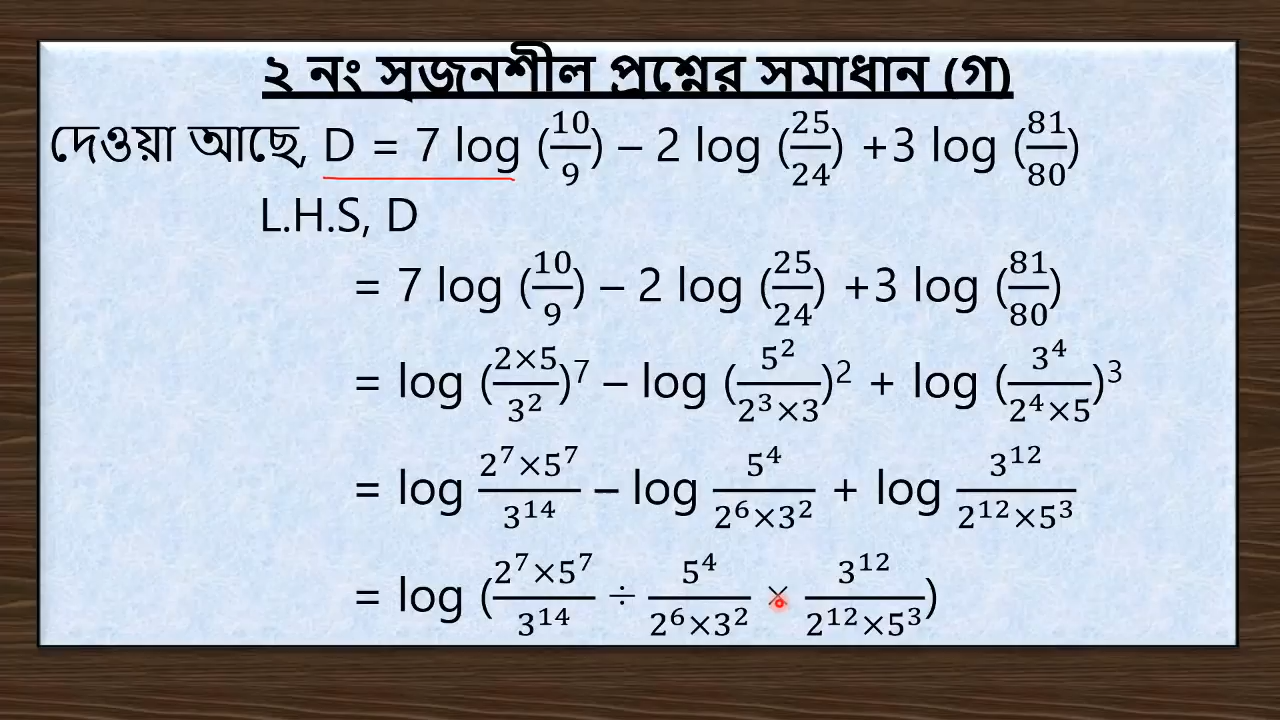 ২ নং সৃজনশীল প্রশ্নের সমাধান (গ)
দেওয়া আছে, D = 7 log (10/9) – 2 log (25/24) +3 log (81/80)
L.H.S, D
= 7 log (10/9) – 2 log (25/24) +3 log (81/80)
= log (2×5/3²)⁷ – log (5²/2³×3)² + log (3⁴/2⁴×5)³
= log 2⁷×5⁷/3¹⁴ – log 5⁴/2⁶×3² + log 3¹²/2¹²×5³
= log (2⁷×5⁷/3¹⁴ ÷ 5⁴/2⁶×3² × 3¹²/2¹²×5³)